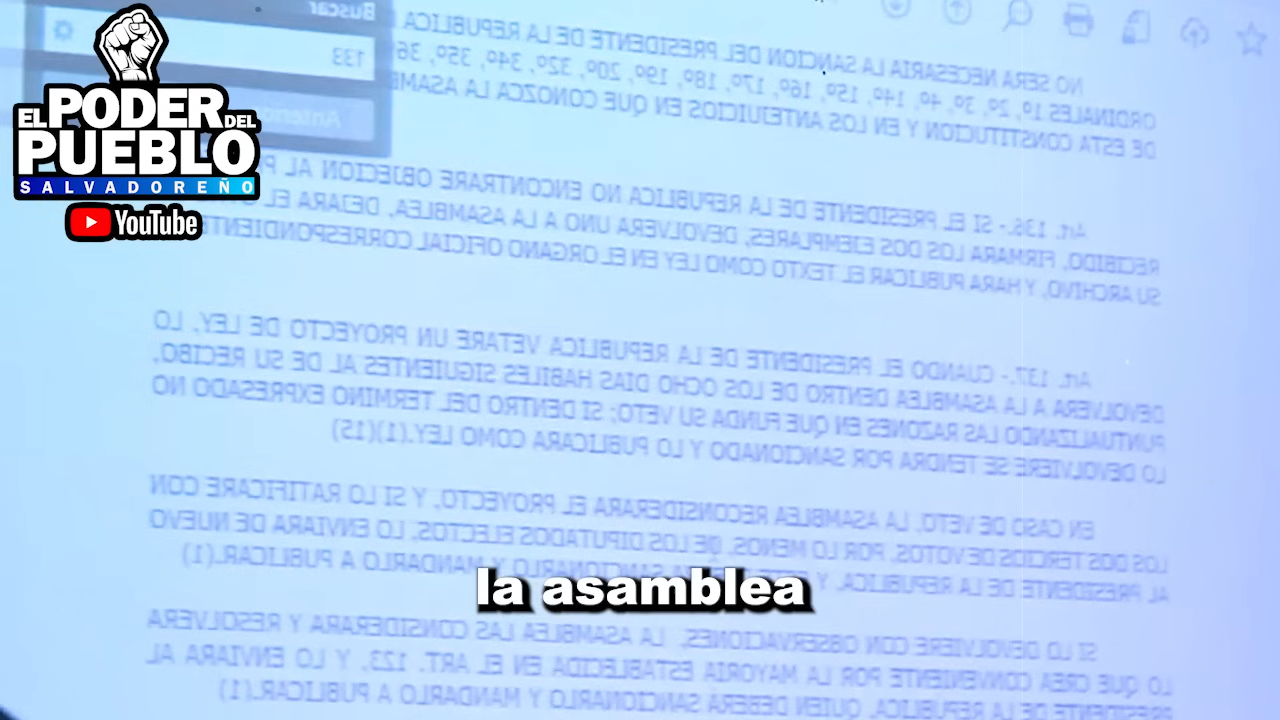 EL PODER DEL
PUEBLO
SALVADOREÑO
YouTube
Buscar
133
NO SERA NECESARIA LA SANCION DEL PRESIDENTE DE LA REPUBLICA
ORDINALES 1º, 2º, 3º, 4º, 14º, 15º, 16º, 17º, 18º, 19º, 20º, 32º, 34º, 35º, 36
DE ESTA CONSTITUCION Y EN LOS ANTEJUICIOS EN QUE CONOZCA LA ASAM
Art. 136.- SI EL PRESIDENTE DE LA REPUBLICA NO ENCONTRARE OBJECION AL
RECIBIDO, FIRMARA LOS DOS EJEMPLARES, DEVOLVERA UNO A LA ASAMBLEA, DEJARA EL
SU ARCHIVO, Y HARA PUBLICAR EL TEXTO COMO LEY EN EL ORGANO OFICIAL CORRESPONDIENTE
Art. 137.- CUANDO EL PRESIDENTE DE LA REPUBLICA VETARE UN PROYECTO DE LEY, LO
DEVOLVERA A LA ASAMBLEA DENTRO DE LOS OCHO DIAS HABILES SIGUIENTES AL DE SU RECIBO,
PUNTUALIZANDO LAS RAZONES EN QUE FUNDA SU VETO; SI DENTRO DEL TERMINO EXPRESADO NO
LO DEVOLVIERE SE TENDRA POR SANCIONADO Y LO PUBLICARA COMO LEY.(1)(15)
EN CASO DE VETO, LA ASAMBLEA RECONSIDERARA EL PROYECTO, Y SI LO RATIFICARE CON
LOS DOS TERCIOS DE VOTOS, POR LO MENOS, DE LOS DIPUTADOS ELECTOS, LO ENVIARA DE NUEVO
AL PRESIDENTE DE LA REPUBLICA, Y SANCIONARLO Y MANDARLO A PUBLICAR.(1)
la asamblea
SI LO DEVOLVIERE CON OBSERVACIONES, LA ASAMBLEA LAS CONSIDERARA Y RESOLVERA
LO QUE CREA CONVENIENTE POR LA MAYORIA ESTABLECIDA EN EL ART. 123, Y LO ENVIARA AL
PRESIDENTE DE LA REPUBLICA, QUIEN DEBERÁ SANCIONARLO Y MANDARLO A PUBLICAR.(1)